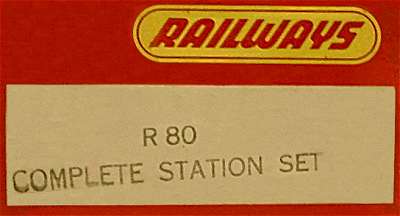 RAILWAYS
R 80
COMPLETE STATION SET